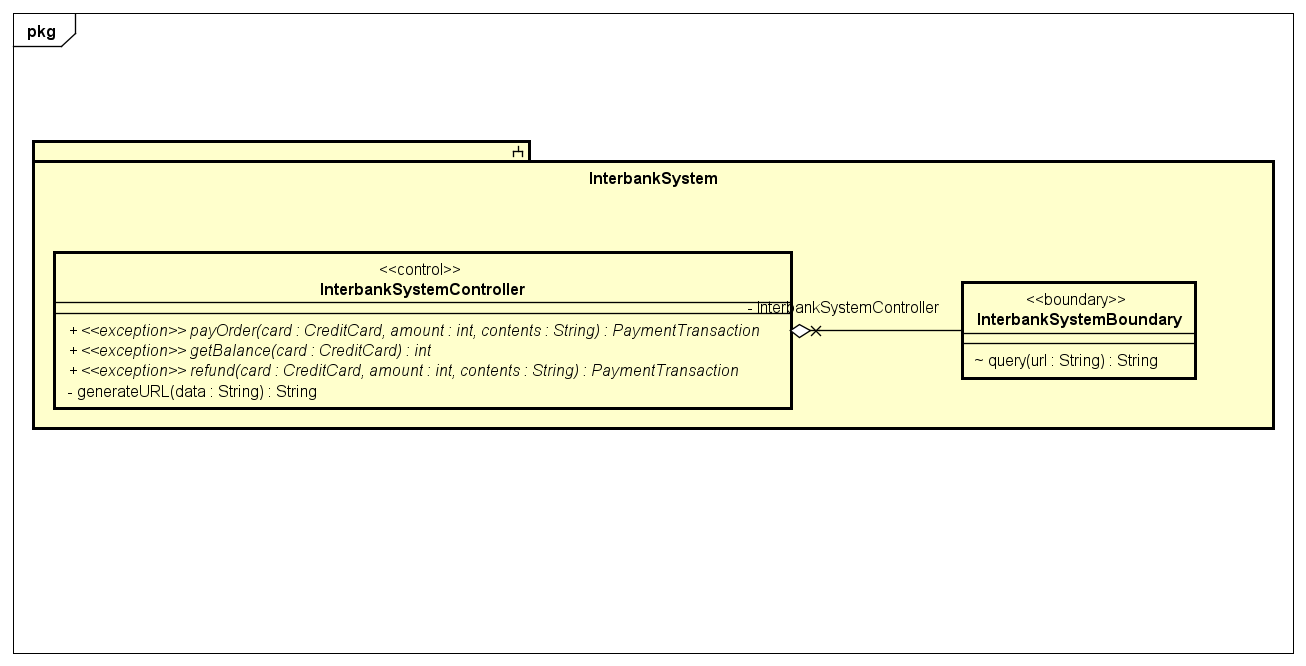 pkg
InterbankSystem
<<control>>
InterbankSystemController
+ <<exception>> payOrder(card : CreditCard, amount : int, contents : String) : PaymentTransaction
+ <<exception>> getBalance(card : CreditCard) : int
+ <<exception>> refund(card : CreditCard, amount : int, contents : String) : PaymentTransaction
- generateURL(data : String) : String
- InterbankSystemController
<<boundary>>
InterbankSystemBoundary
~ query(url : String) : String